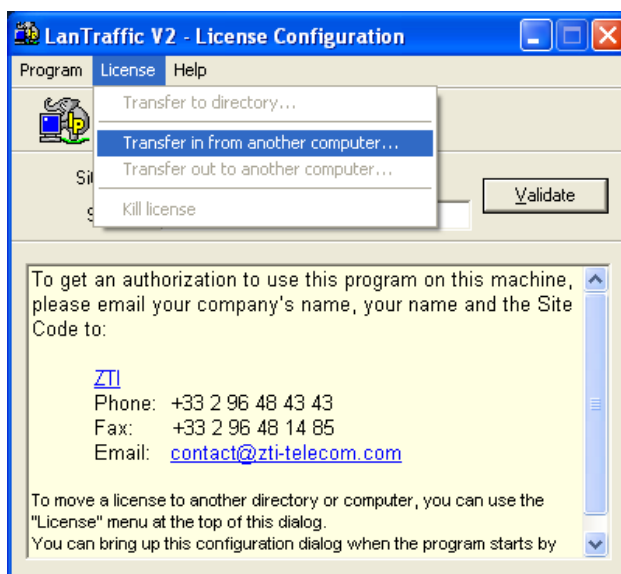 LanTraffic V2 - License Configuration
Program License Help
Transfer to directory...
Transfer in from another computer...
Transfer out to another computer...
Kill license
Validate
To get an authorization to use this program on this machine,
please email your company's name, your name and the Site
Code to:
ZTI
Phone: +33 2 96 48 43 43
Fax: +33 2 96 48 14 85
Email: contact@zti-telecom.com
To move a license to another directory or computer, you can use the
"License" menu at the top of this dialog.
You can bring up this configuration dialog when the program starts by